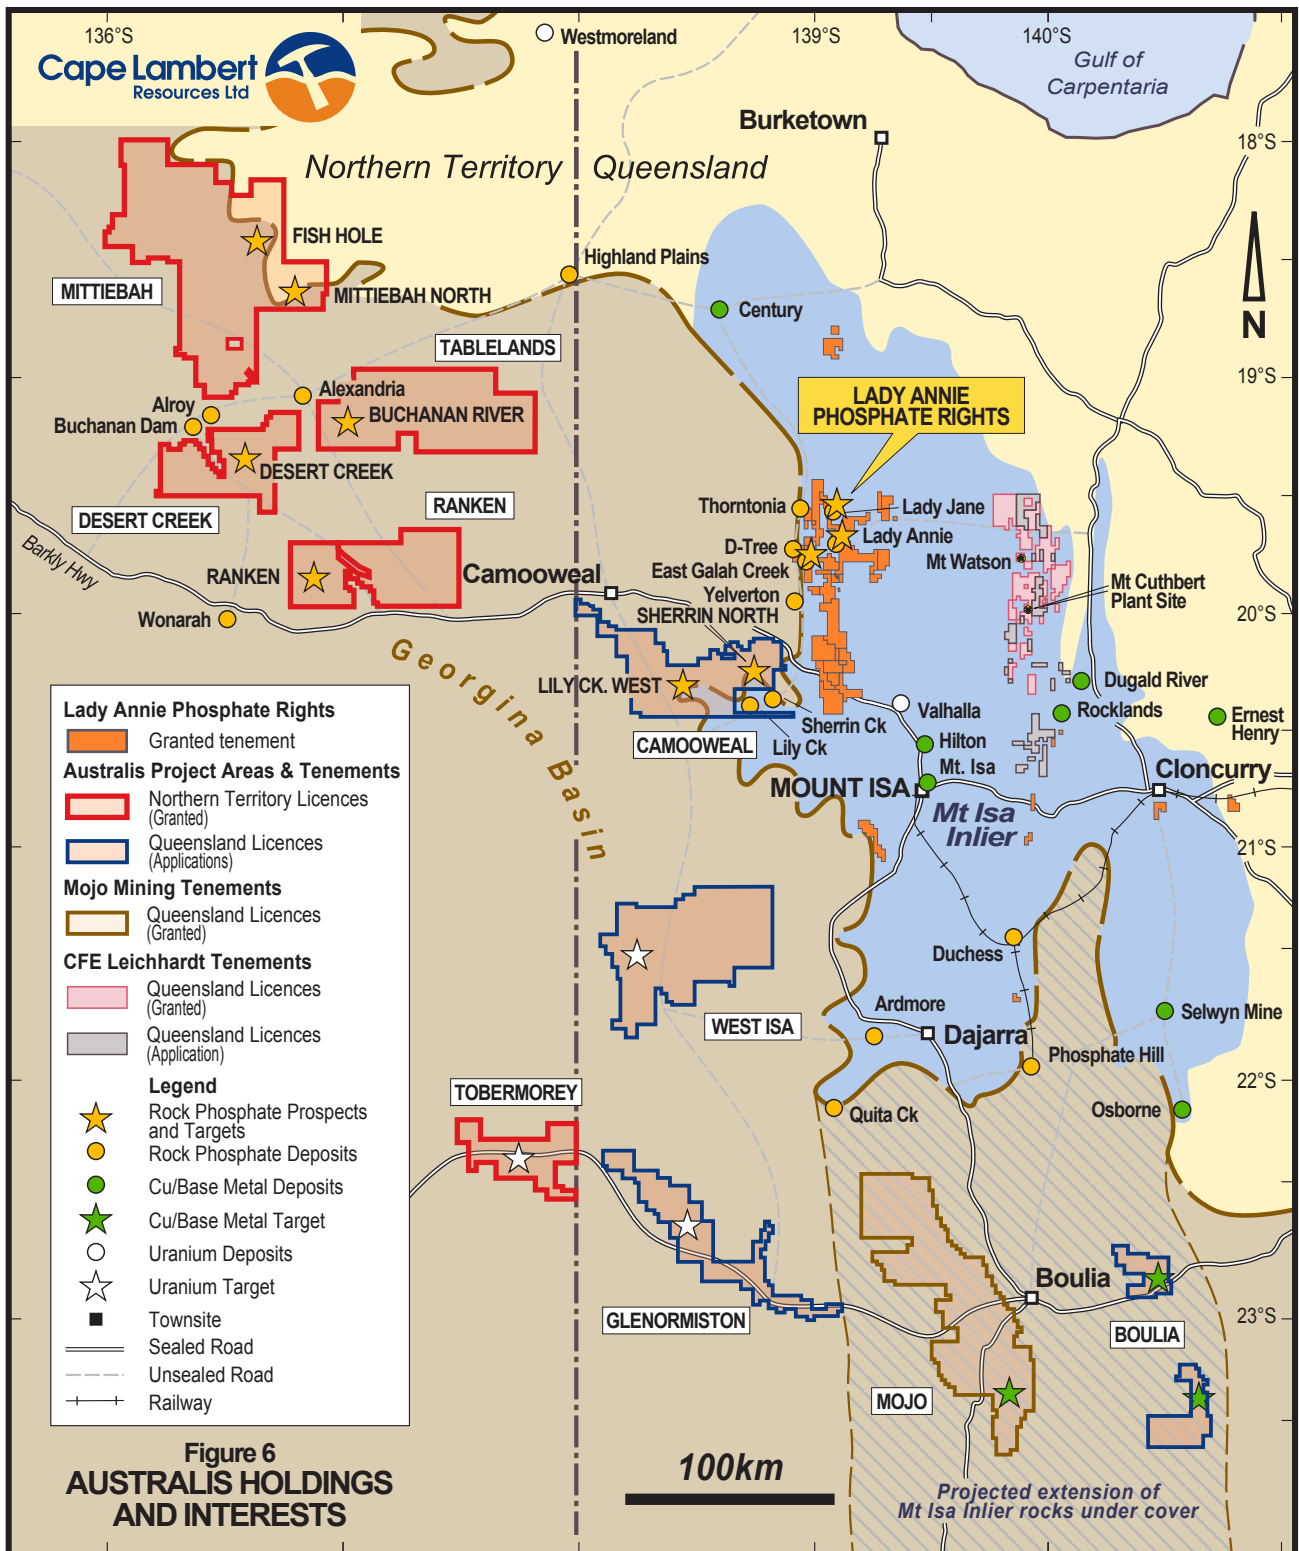 136°S
139°S
140°S
Westmoreland
Gulf of
Carpentaria
Cape Lambert
Resources Ltd
Burketown
18°S
Northern Territory
Queensland
FISH HOLE
Highland Plains
MITTIEBAH
MITTIEBAH NORTH
Century
N
TABLELANDS
19°S
Alexandria
LADY ANNIE
PHOSPHATE RIGHTS
Alroy
Buchanan Dam
BUCHANAN RIVER
DESERT CREEK
Thorntonia
Lady Jane
RANKEN
DESERT CREEK
Lady Annie
D-Tree
Barkly Hwy
Mt Watson
East Galah Creek
RANKEN
Camooweal
Mt Cuthbert
Plant Site
Yelverton
SHERRIN NORTH
20°S
Wonarah
Georgina Basin
LILY CK. WEST
Dugald River
Valhalla
Rocklands
Ernest
Henry
Sherrin Ck
CAMOOWEAL
Lily Ck
Hilton
Mt. Isa
Cloncurry
MOUNT ISA
Mt Isa
Inlier
21°S
Duchess
Ardmore
WEST ISA
Selwyn Mine
Dajarra
Phosphate Hill
22°S
TOBERMOREY
Quita Ck
Osborne
Boulia
GLENORMISTON
23°S
BOULIA
MOJO
100km
Projected extension of
Mt Isa Inlier rocks under cover
Lady Annie Phosphate Rights
Granted tenement
Australis Project Areas & Tenements
Northern Territory Licences
(Granted)
Queensland Licences
(Applications)
Mojo Mining Tenements
Queensland Licences
(Granted)
CFE Leichhardt Tenements
Queensland Licences
(Granted)
Queensland Licences
(Application)
Legend
Rock Phosphate Prospects
and Targets
Rock Phosphate Deposits
Cu/Base Metal Deposits
Cu/Base Metal Target
Uranium Deposits
Uranium Target
Townsite
Sealed Road
Unsealed Road
Railway
Figure 6
AUSTRALIS HOLDINGS
AND INTERESTS